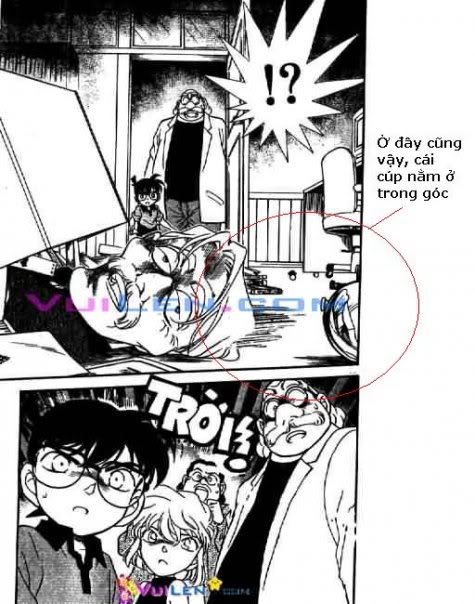 !?
Ờ đây cũng
vậy, cái
cúp nằm ở
trong góc
VUILEN.COM
TRỜI!?
VUILEN.COM